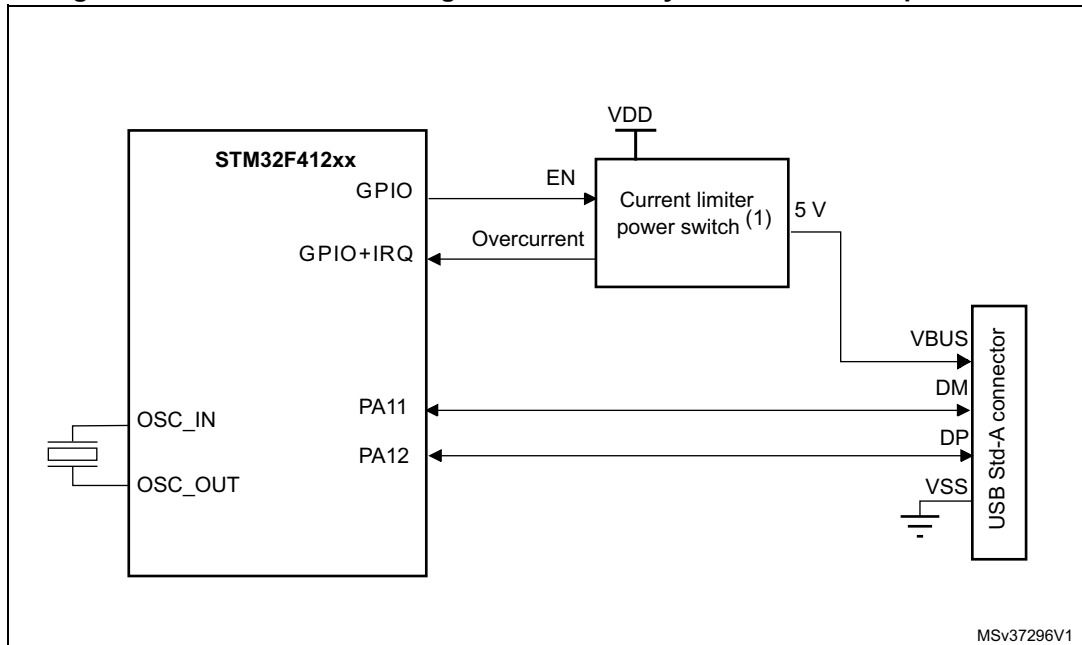 STM32F412xx
GPIO
GPIO+IRQ
EN
Overcurrent
VDD
Current limiter
power switch (1)
5 V
OSC_IN
OSC_OUT
PA11
PA12
VBUS
DM
DP
VSS
USB Std-A connector
MSv37296V1